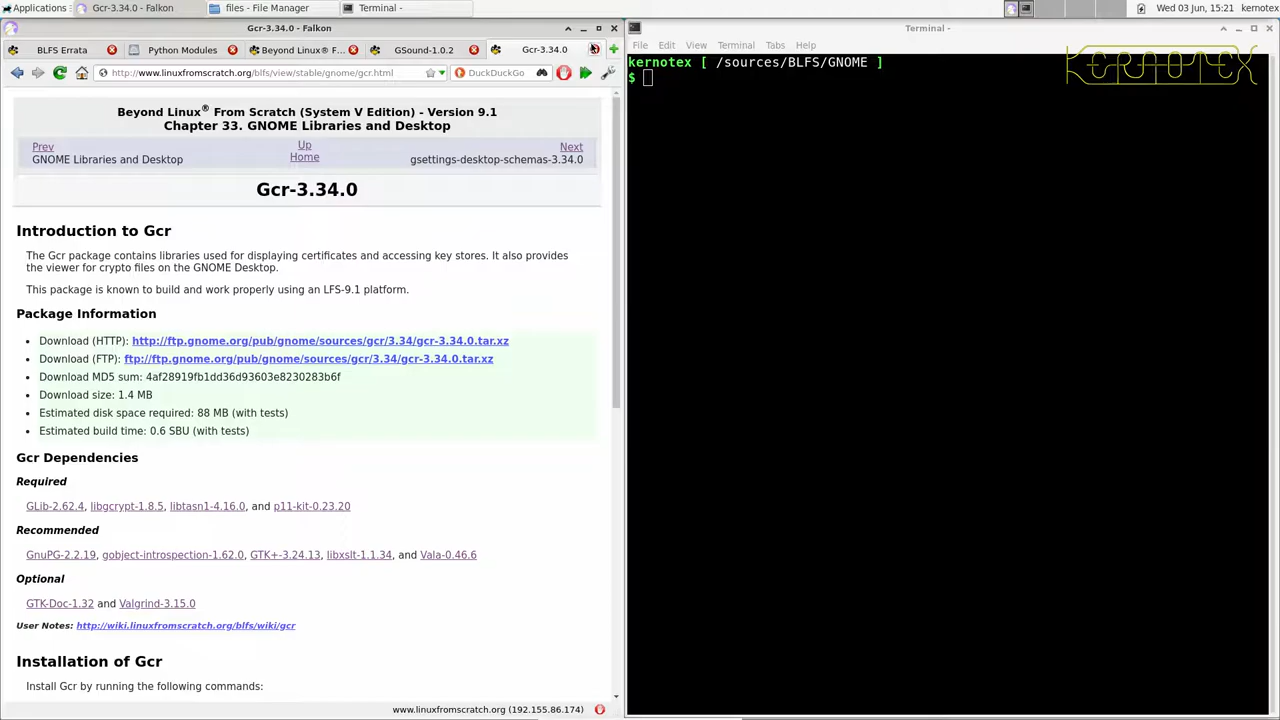 Applications
Gcr-3.34.0 - Falkon
files - File Manager
Terminal -
Wed 03 Jun, 15:21
kernotex
Gcr-3.34.0 - Falkon
BLFS Errata
Python Modules
Beyond Linux® F...
GSound-1.0.2
Gcr-3.34.0
http://www.linuxfromscratch.org/blfs/view/stable/gnome/gcr.html
DuckDuckGo
Beyond Linux® From Scratch (System V Edition) - Version 9.1
Chapter 33. GNOME Libraries and Desktop
Prev
Up
Next
GNOME Libraries and Desktop
Home
gsettings-desktop-schemas-3.34.0
Gcr-3.34.0
Introduction to Gcr
The Gcr package contains libraries used for displaying certificates and accessing key stores. It also provides
the viewer for crypto files on the GNOME Desktop.
This package is known to build and work properly using an LFS-9.1 platform.
Package Information
• Download (HTTP): http://ftp.gnome.org/pub/gnome/sources/gcr/3.34/gcr-3.34.0.tar.xz
• Download (FTP): ftp://ftp.gnome.org/pub/gnome/sources/gcr/3.34/gcr-3.34.0.tar.xz
• Download MD5 sum: 4af28919fb1dd36d93603e8230283b6f
• Download size: 1.4 MB
• Estimated disk space required: 88 MB (with tests)
• Estimated build time: 0.6 SBU (with tests)
Gcr Dependencies
Required
GLib-2.62.4, libgcrypt-1.8.5, libtasn1-4.16.0, and p11-kit-0.23.20
Recommended
GnuPG-2.2.19, gobject-introspection-1.62.0, GTK+-3.24.13, libxslt-1.1.34, and Vala-0.46.6
Optional
GTK-Doc-1.32 and Valgrind-3.15.0
User Notes: http://wiki.linuxfromscratch.org/blfs/wiki/gcr
Installation of Gcr
Install Gcr by running the following commands:
www.linuxfromscratch.org (192.155.86.174)
Terminal -
File Edit View Terminal Tabs Help
kernotex [ /sources/BLFS/GNOME ]
$
KERNOTEX